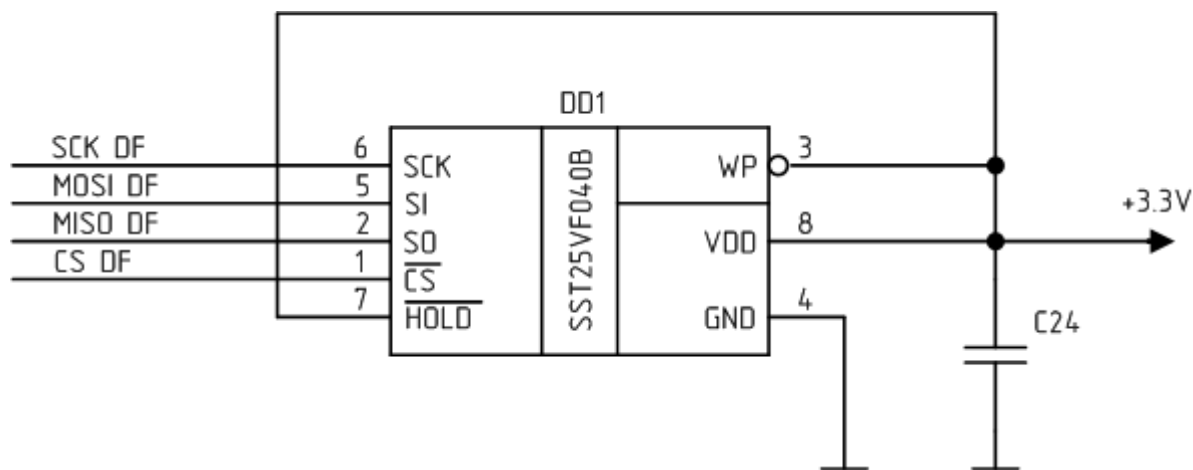 DD1
SCK DF 6 SCK WP 3
MOSI DF 5 SI
MISO DF 2 SO VDD 8 +3.3V
CS DF 1 CS
7 HOLD GND 4
SST25VF040B
C24